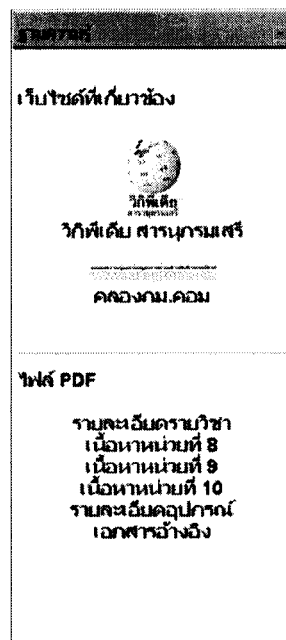 เว็บไซต์ที่เกี่ยวข้อง
วิกิพีเดีย
สารานุกรมเสรี
วิกิพีเดีย สารนุกรมเสรี
คลองถม.คอม
ไฟล์ PDF
รายละเอียดรายวิชา
เนื้อหาหน่วยที่ 8
เนื้อหาหน่วยที่ 9
เนื้อหาหน่วยที่ 10
รายละเอียดอุปกรณ์
เอกสารอ้างอิง